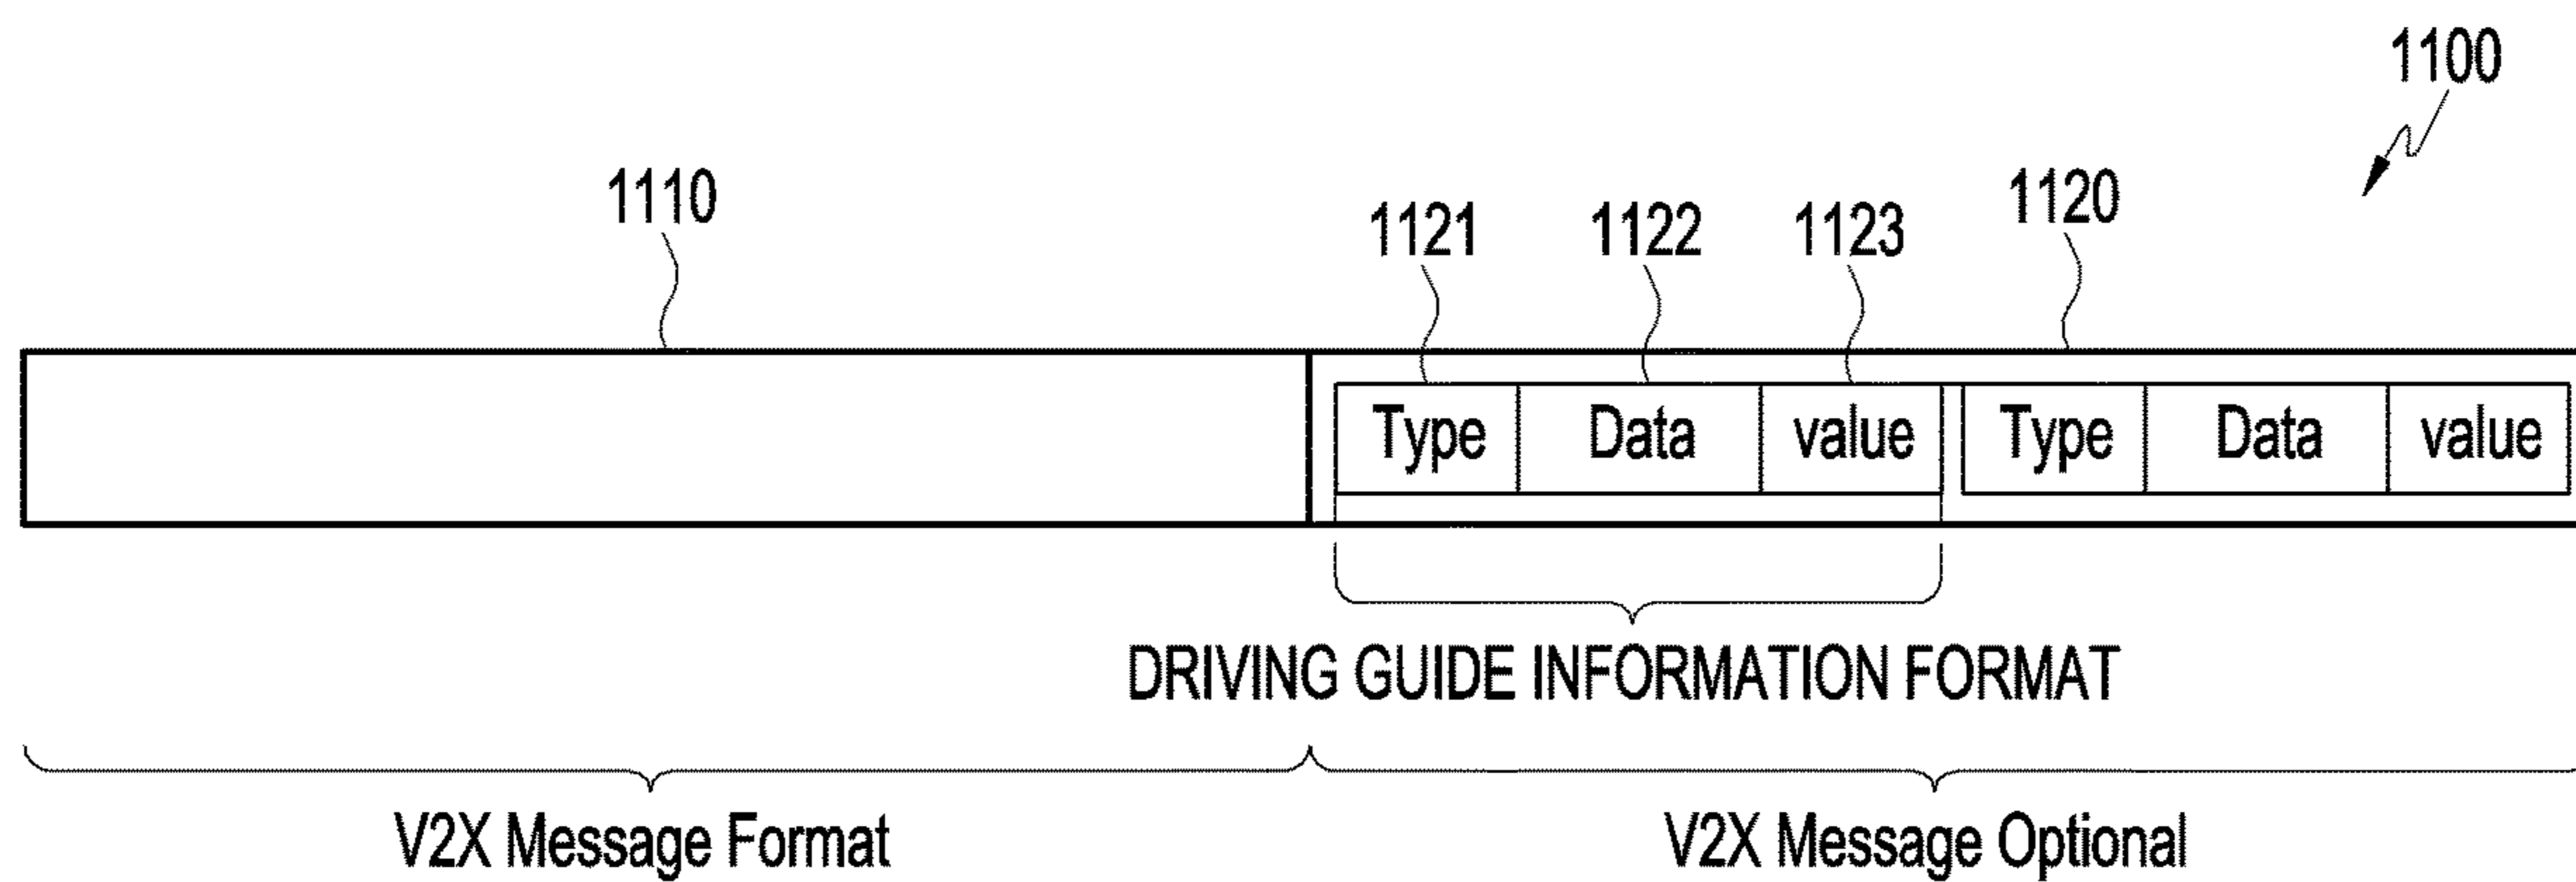 1100
1110
1120
1121 1122 1123
Type Data value Type Data value
DRIVING GUIDE INFORMATION FORMAT
V2X Message Format V2X Message Optional